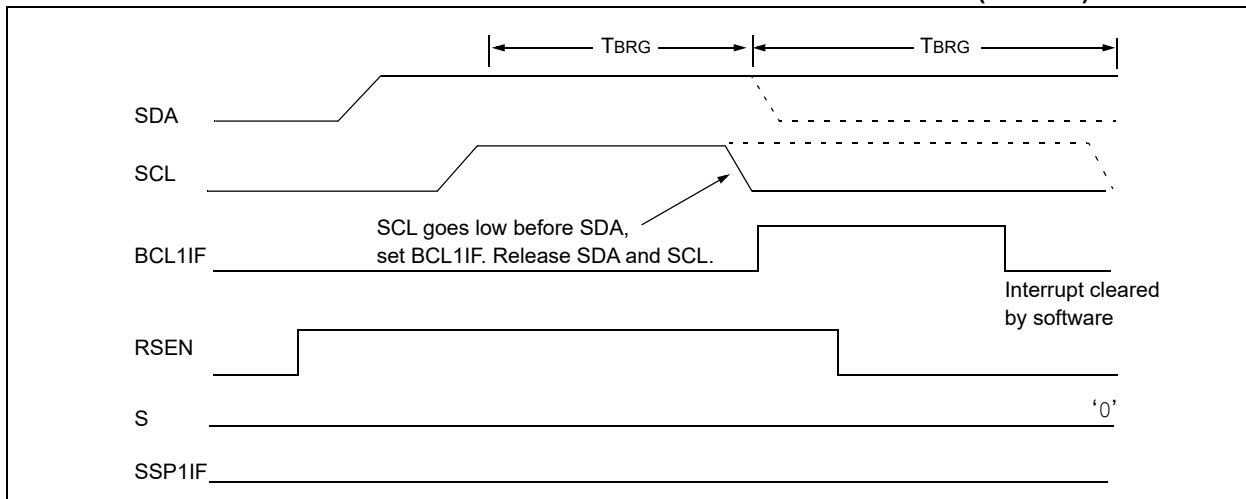 TBRG TBRG
SDA
SCL
SCL goes low before SDA,
set BCL1IF. Release SDA and SCL.
BCL1IF
Interrupt cleared
by software
RSEN
S
'0'
SSP1IF